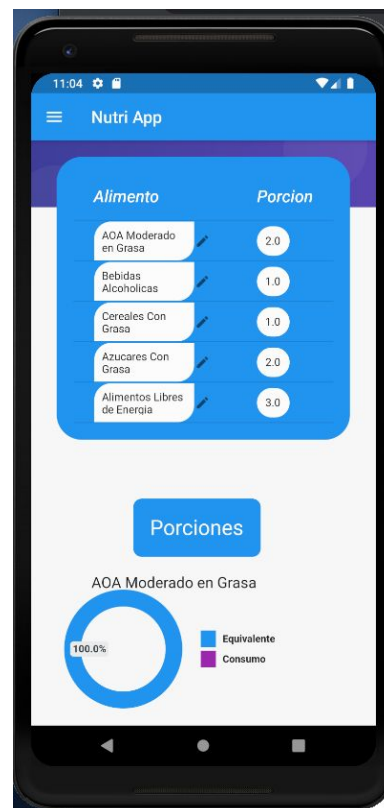 11:04
Nutri App
Alimento Porcion
AOA Moderado
en Grasa
2.0
Bebidas
Alcoholicas
1.0
Cereales Con
Grasa
1.0
Azucares Con
Grasa
2.0
Alimentos Libres
de Energia
3.0
Porciones
AOA Moderado en Grasa
100.0%
Equivalente
Consumo